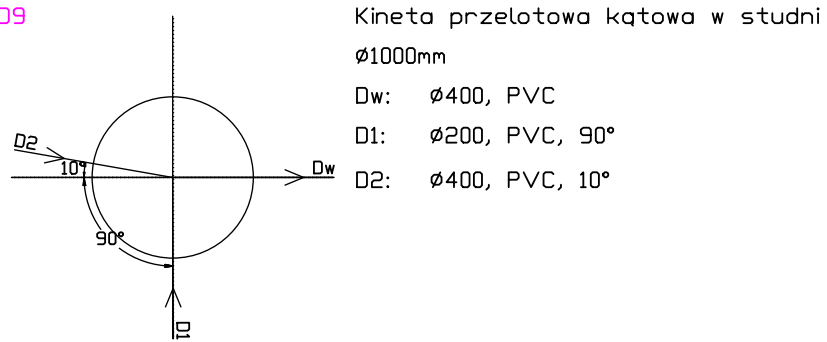 D9
Kineta przelotowa kątowa w studni
Ø1000mm
Dw: Ø400, PVC
D1: Ø200, PVC, 90°
D2: Ø400, PVC, 10°
D2
10°
Dw
90°
D1